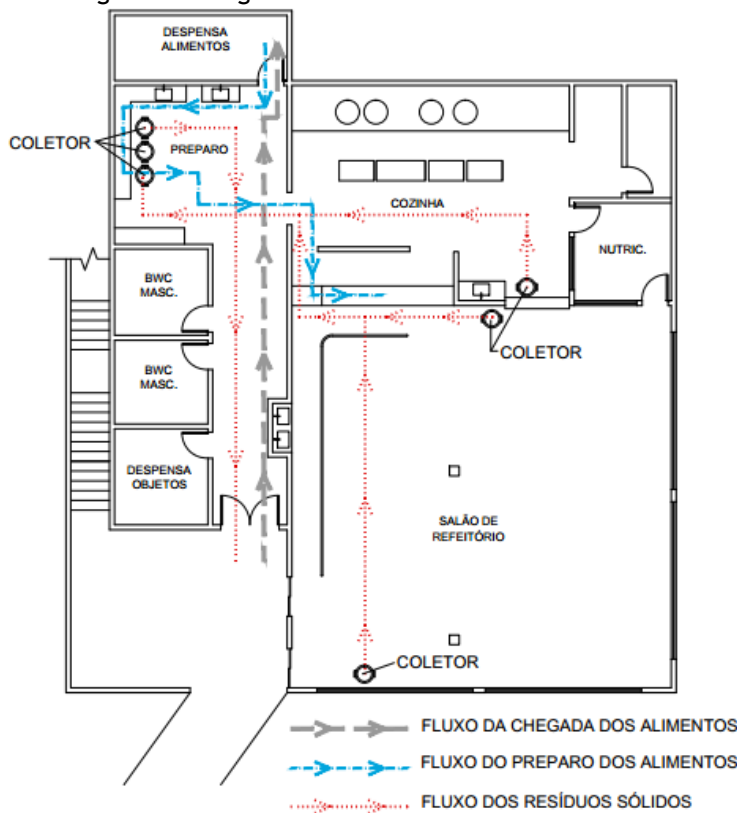 DESPENSA
ALIMENTOS
COLETOR
PREPARO
COZINHA
NUTRIC.
BWC
MASC.
COLETOR
BWC
MASC.
DESPENSA
OBJETOS
SALÃO DE
REFEITÓRIO
COLETOR
FLUXO DA CHEGADA DOS ALIMENTOS
FLUXO DO PREPARO DOS ALIMENTOS
FLUXO DOS RESÍDUOS SÓLIDOS